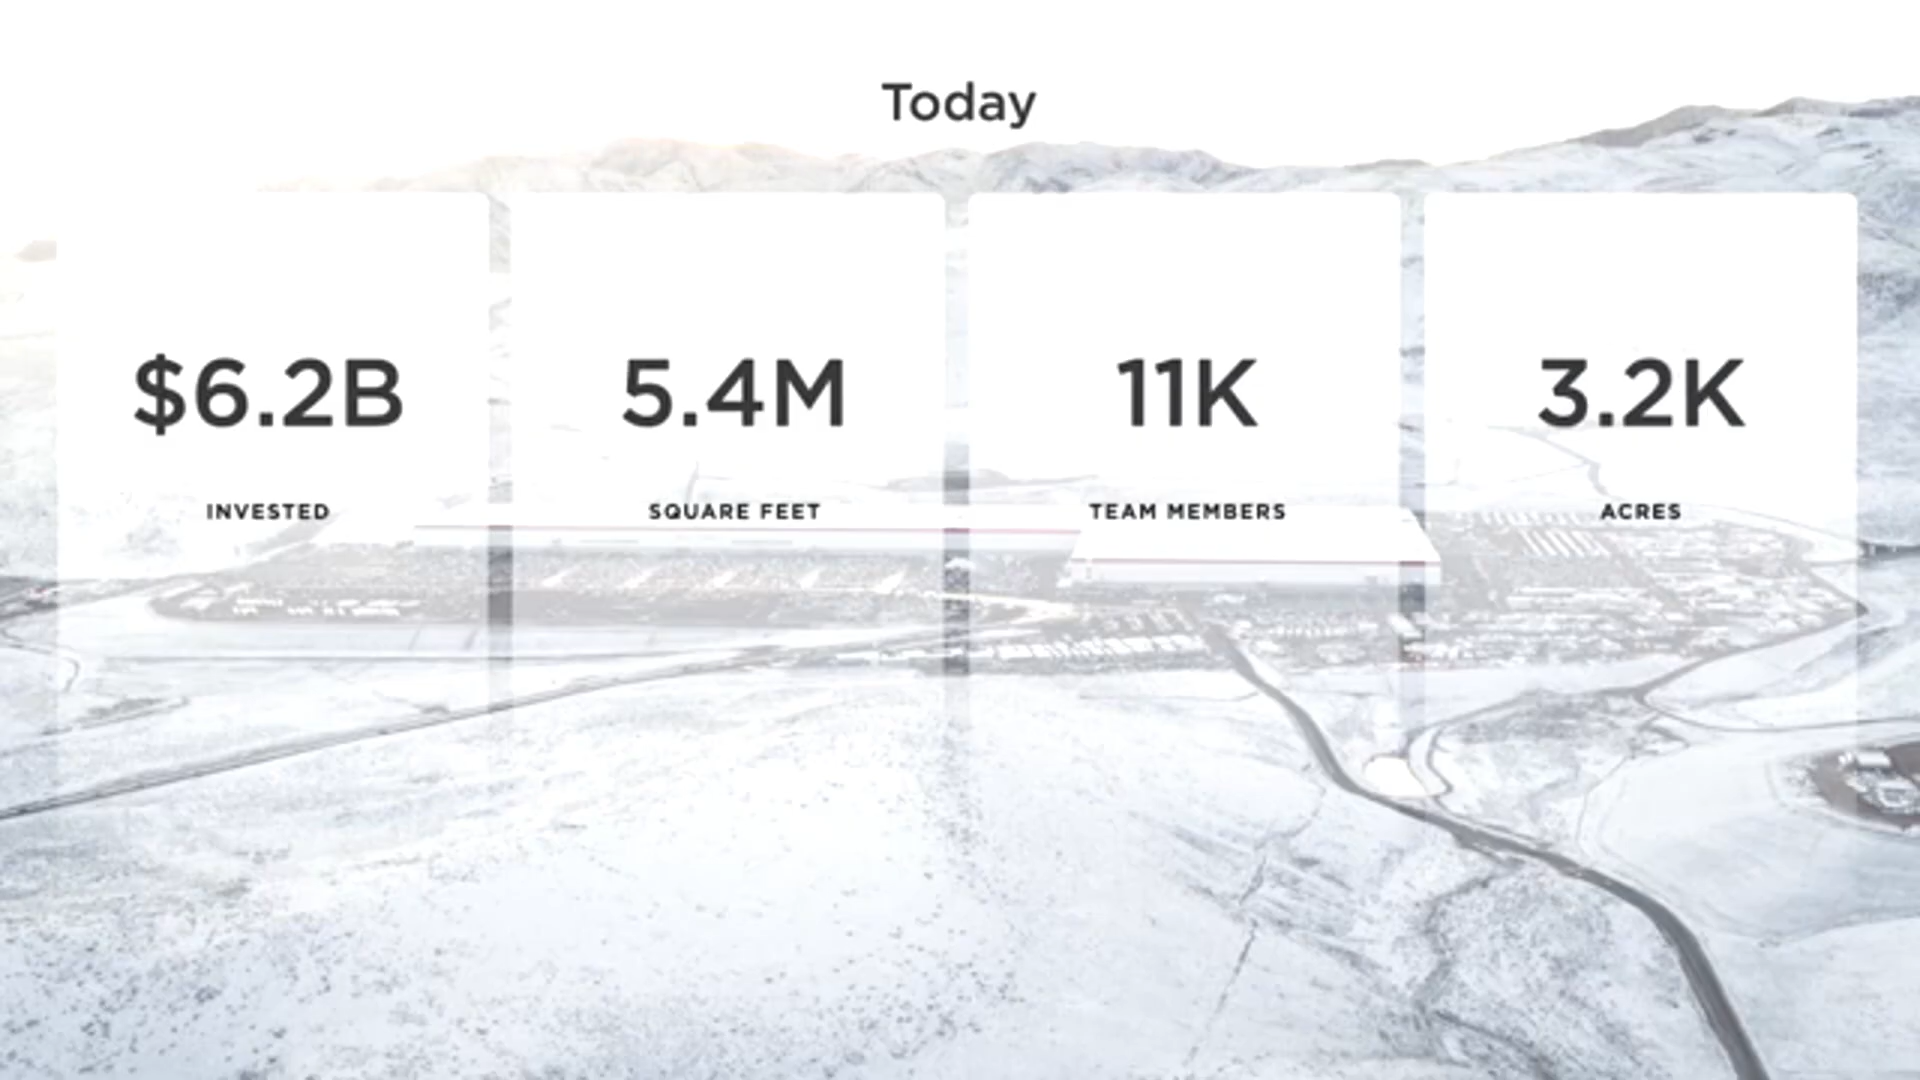 Today
$6.2B
INVESTED
5.4M
SQUARE FEET
11K
TEAM MEMBERS
3.2K
ACRES